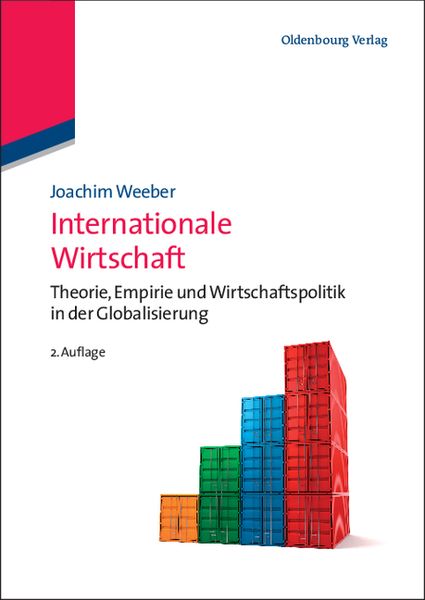 Oldenbourg Verlag
Joachim Weeber
Internationale
Wirtschaft
Theorie, Empirie und Wirtschaftspolitik
in der Globalisierung
2. Auflage